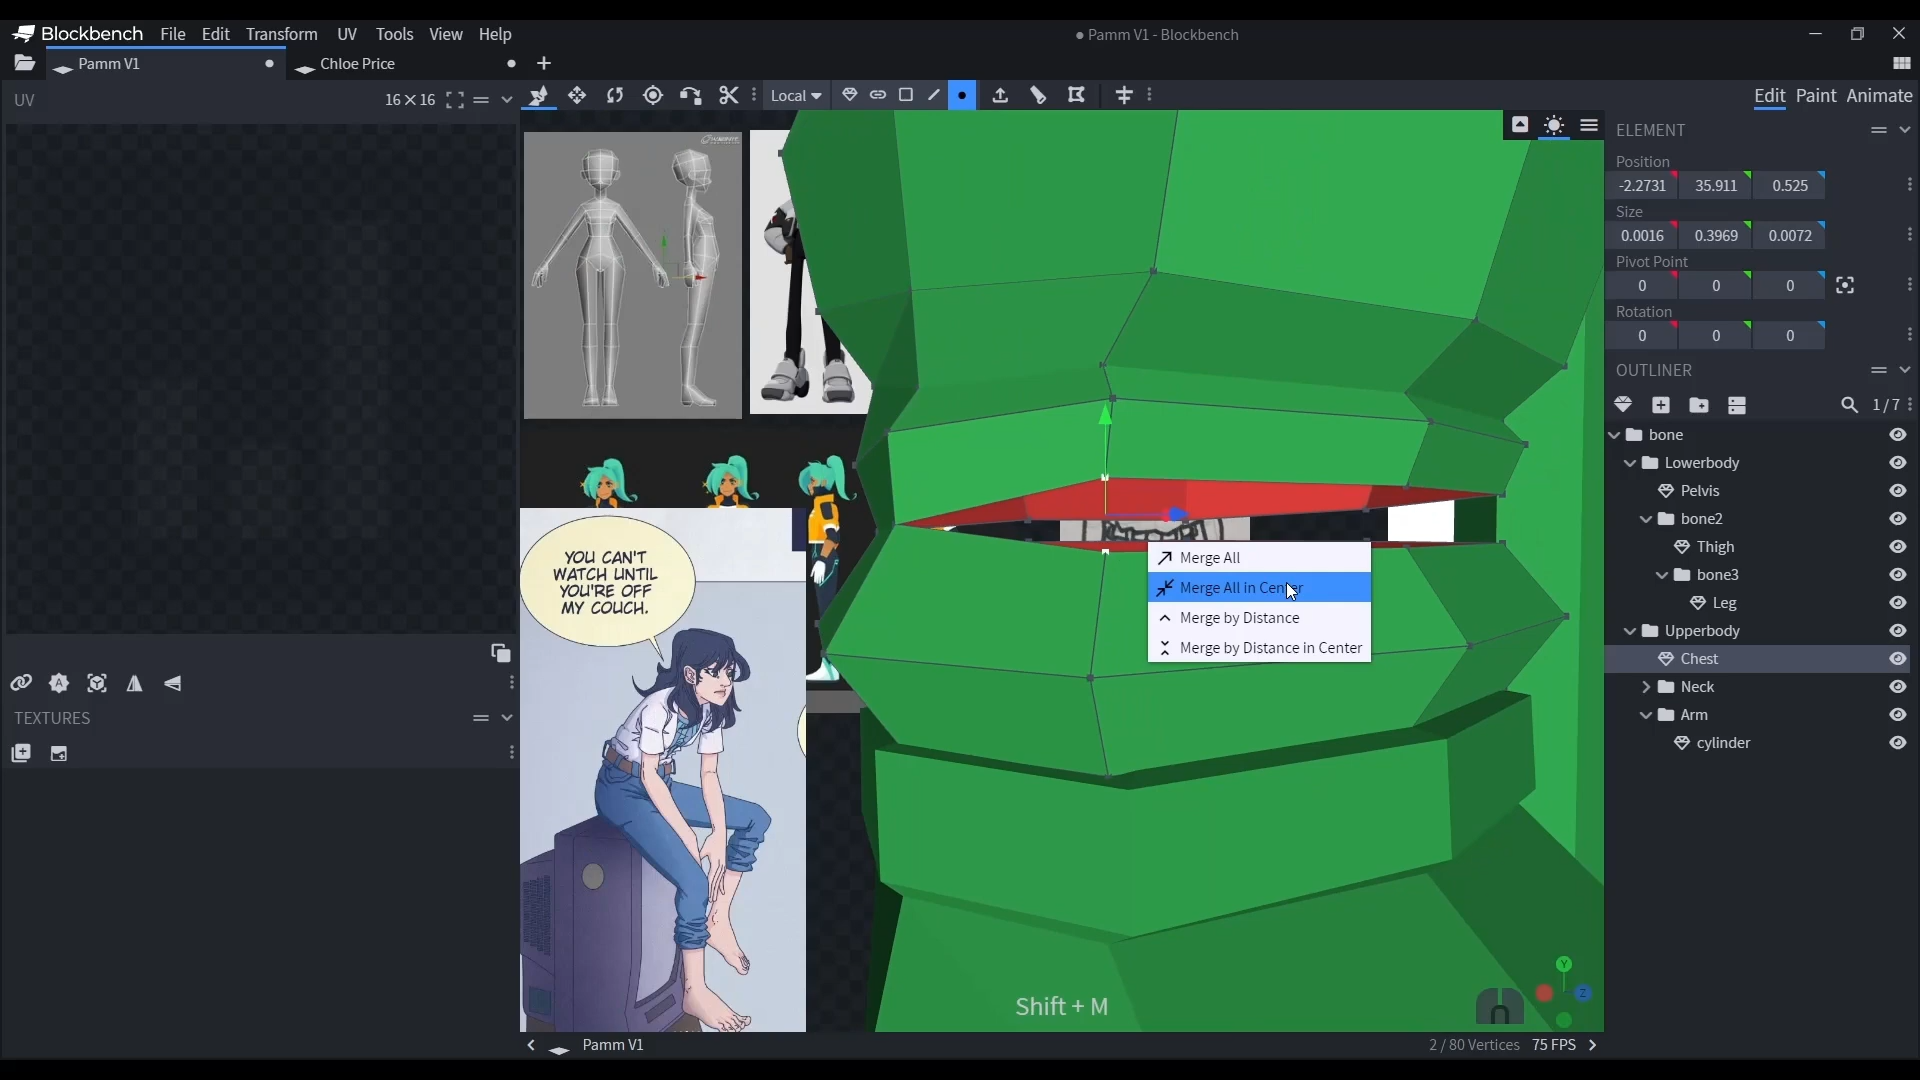 Blockbench File Edit Transform UV Tools View Help
Pamm V1 - Blockbench
Pamm V1
Chloe Price
UV
16×16
Local
Edit Paint Animate
ELEMENT
Position
-2.2731 35.911 0.525
Size
0.0016 0.3969 0.0072
Pivot Point
0 0 0
Rotation
0 0 0
OUTLINER
1/7
bone
Lowerbody
Pelvis
bone2
Thigh
bone3
Leg
Upperbody
Chest
Neck
Arm
cylinder
YOU CAN'T
WATCH UNTIL
YOU'RE OFF
MY COUCH.
Merge All
Merge All in Center
Merge by Distance
Merge by Distance in Center
TEXTURES
Shift + M
Y
Z
Pamm V1
2 / 80 Vertices 75 FPS